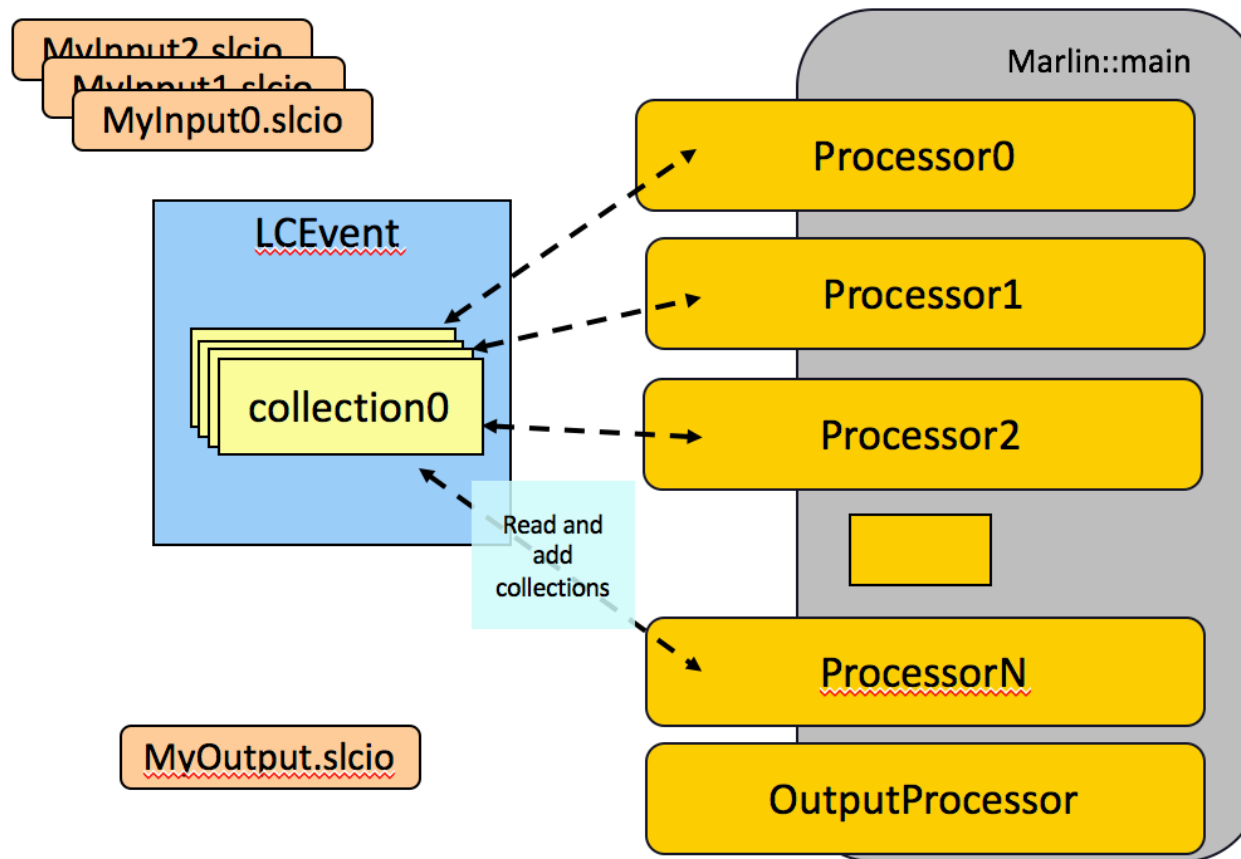 MyInput2.slcio
MyInput1.slcio
MyInput0.slcio
Marlin::main
Processor0
LCEvent
Processor1
collection0
Processor2
Read and
add
collections
ProcessorN
MyOutput.slcio
OutputProcessor